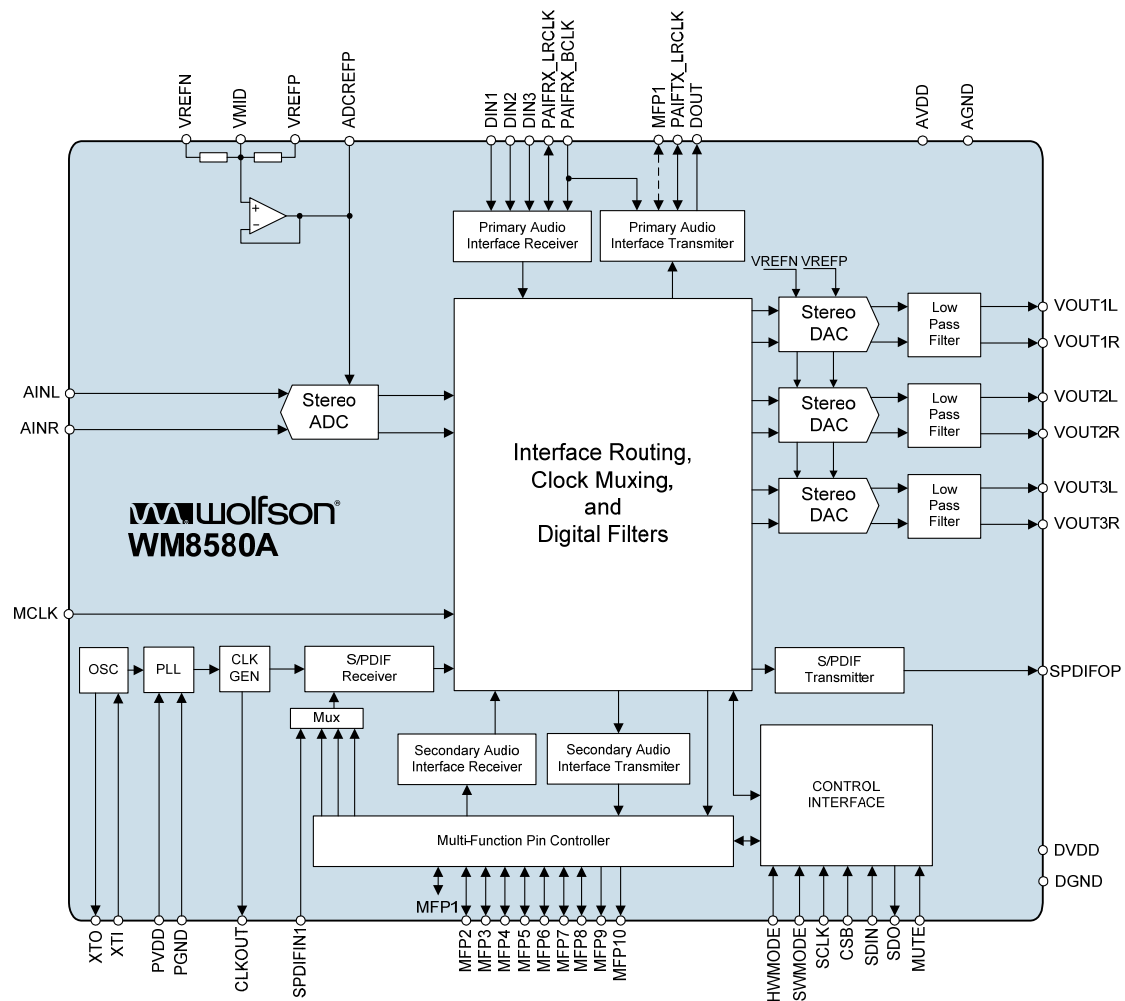 VREFN
VMID
VREFP
ADCREFP
DIN1
DIN2
DIN3
PAIFRX_LRCLK
PAIFRX_BCLK
MFP1
PAIFTX_LRCLK
DOUT
AVDD
AGND
+
−
Primary Audio
Interface Receiver
Primary Audio
Interface Transmiter
VREFN
VREFP
Stereo
DAC
Low
Pass
Filter
VOUT1L
VOUT1R
AINL
AINR
Stereo
ADC
Stereo
DAC
Low
Pass
Filter
VOUT2L
VOUT2R
Interface Routing,
Clock Muxing,
and
Digital Filters
Stereo
DAC
Low
Pass
Filter
VOUT3L
VOUT3R
wolfson®
WM8580A
MCLK
OSC
PLL
CLK
GEN
S/PDIF
Receiver
S/PDIF
Transmitter
SPDIFOP
Mux
Secondary Audio
Interface Receiver
Secondary Audio
Interface Transmiter
CONTROL
INTERFACE
Multi-Function Pin Controller
DVDD
DGND
MFP1
XTO
XTI
PVDD
PGND
CLKOUT
SPDIFIN1
MFP2
MFP3
MFP4
MFP5
MFP6
MFP7
MFP8
MFP9
MFP10
HWMODE
SWMODE
SCLK
CSB
SDIN
SDO
MUTE